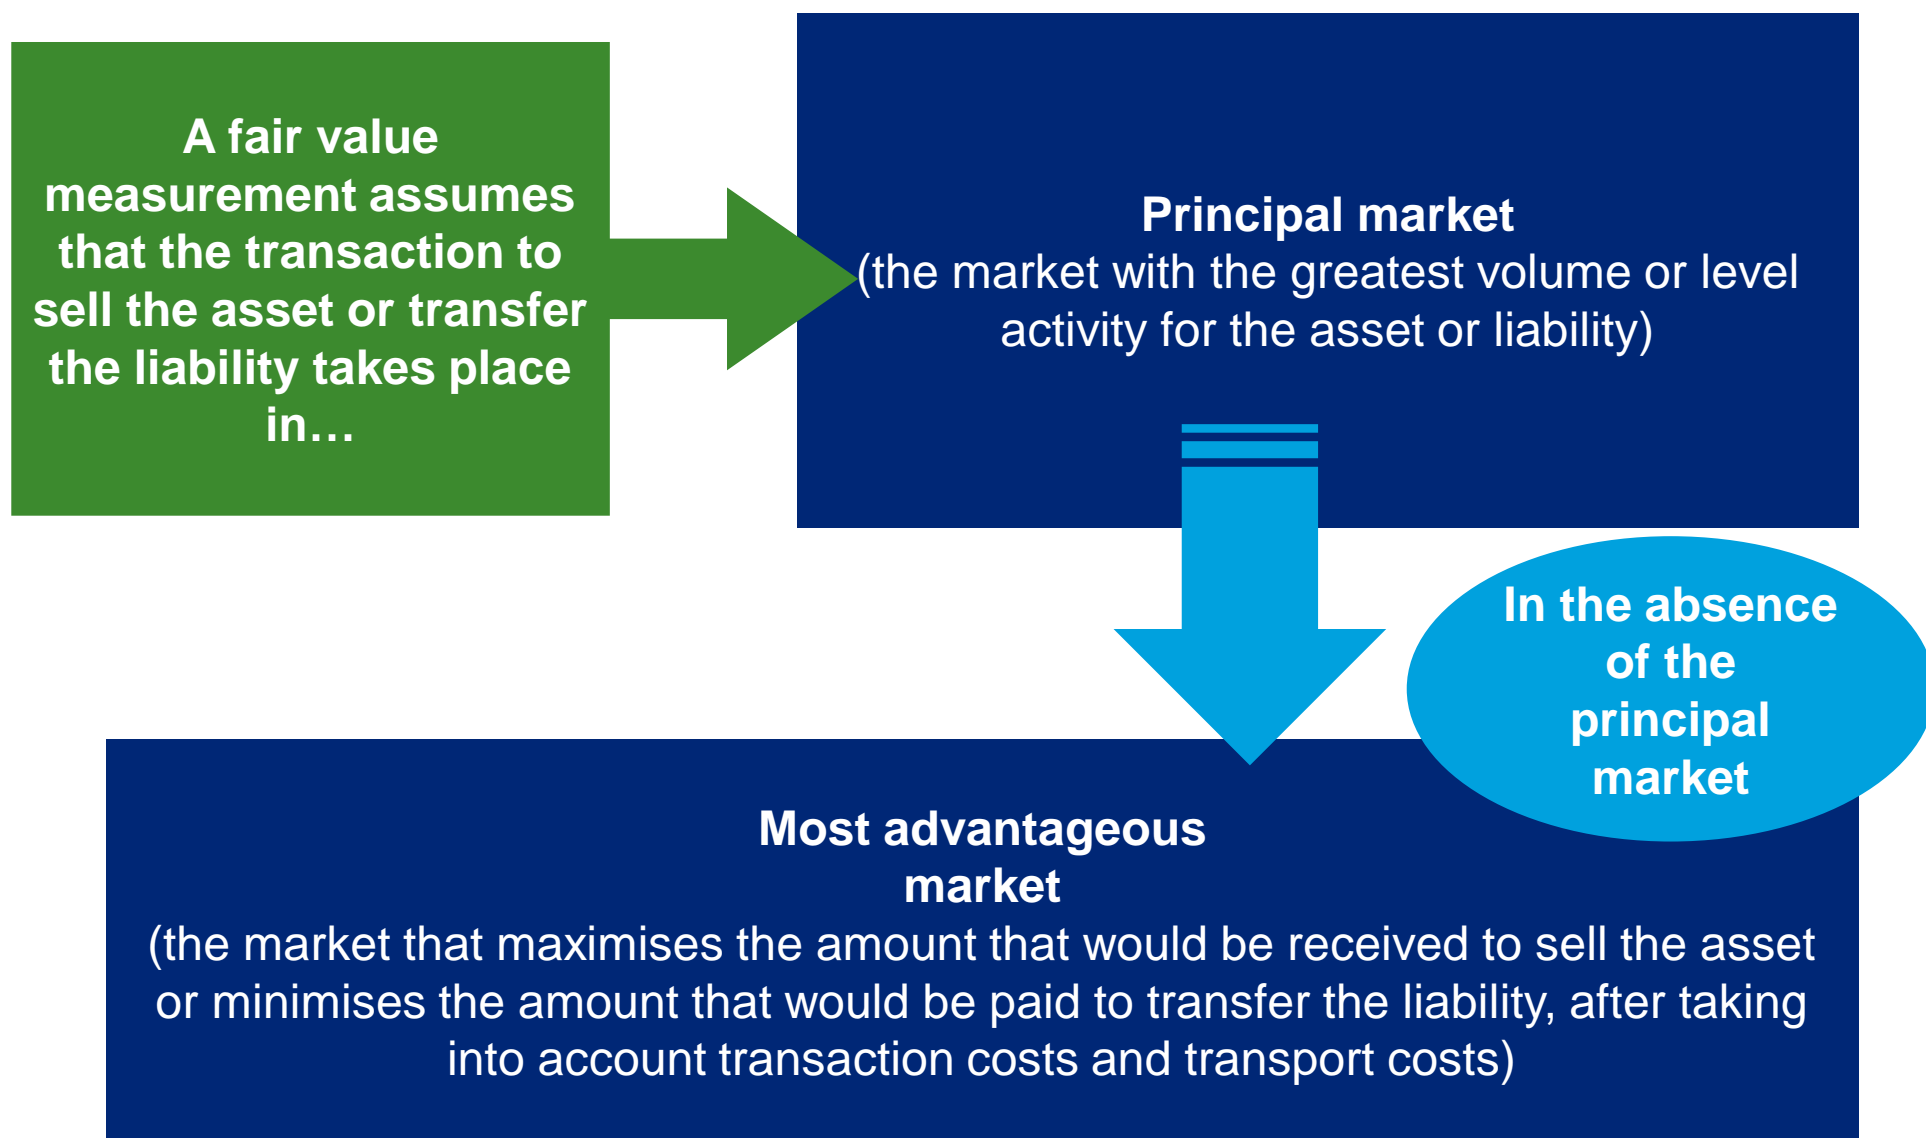 A fair value
measurement assumes
that the transaction to
sell the asset or transfer
the liability takes place
in…
Principal market
(the market with the greatest volume or level
activity for the asset or liability)
In the absence
of the
principal
market
Most advantageous
market
(the market that maximises the amount that would be received to sell the asset
or minimises the amount that would be paid to transfer the liability, after taking
into account transaction costs and transport costs)